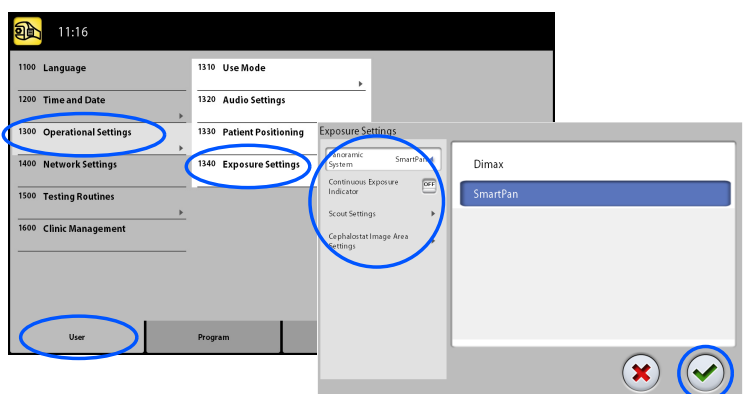 11:16
1100 Language
1200 Time and Date
1300 Operational Settings
1400 Network Settings
1500 Testing Routines
1600 Clinic Management
1310 Use Mode
1320 Audio Settings
1330 Patient Positioning
1340 Exposure Settings
User
Program
Exposure Settings
Panoramic
System
SmartPan
Continuous Exposure
Indicator
OFF
Scout Settings
Cephalostat Image Area
Settings
Dimax
SmartPan